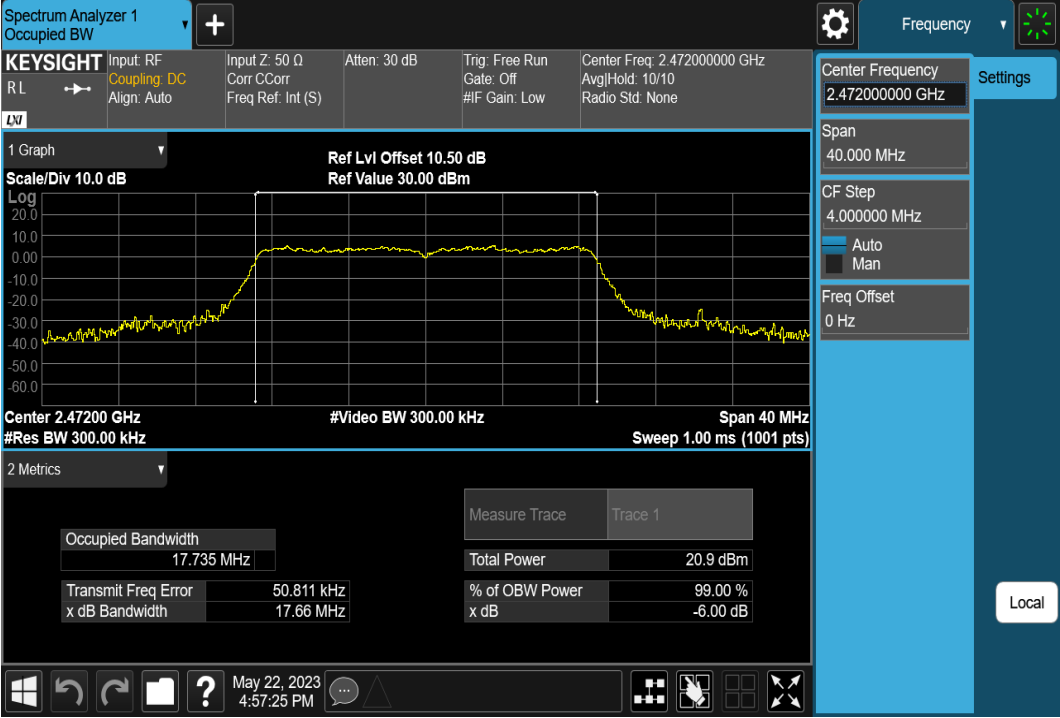 Spectrum Analyzer 1
Occupied BW
Frequency
KEYSIGHT
RL
LXI
Input: RF
Coupling: DC
Align: Auto
Input Z: 50 Ω
Corr CCorr
Freq Ref: Int (S)
Atten: 30 dB
Trig: Free Run
Gate: Off
#IF Gain: Low
Center Freq: 2.472000000 GHz
Avg|Hold: 10/10
Radio Std: None
Center Frequency
2.472000000 GHz
Settings
Span
40.000 MHz
CF Step
4.000000 MHz
Auto
Man
Freq Offset
0 Hz
1 Graph
Scale/Div 10.0 dB
Ref Lvl Offset 10.50 dB
Ref Value 30.00 dBm
Log
20.0
10.0
0.00
-10.0
-20.0
-30.0
-40.0
-50.0
-60.0
Center 2.47200 GHz
#Video BW 300.00 kHz
Span 40 MHz
#Res BW 300.00 kHz
Sweep 1.00 ms (1001 pts)
2 Metrics
Measure Trace
Trace 1
Occupied Bandwidth
17.735 MHz
Total Power
20.9 dBm
Transmit Freq Error
50.811 kHz
% of OBW Power
99.00 %
x dB Bandwidth
17.66 MHz
x dB
-6.00 dB
Local
May 22, 2023
4:57:25 PM